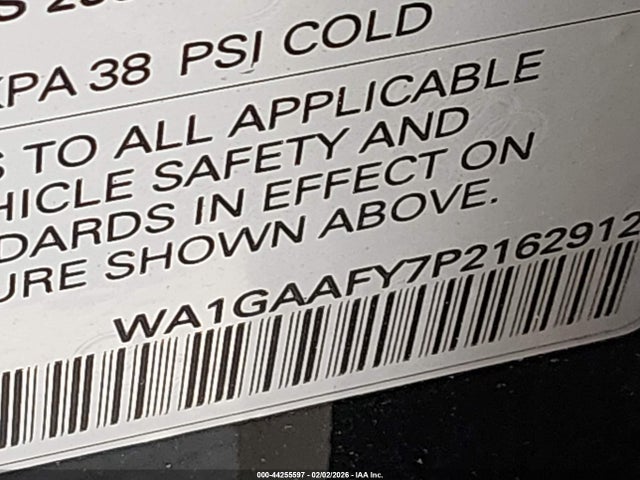 KPA 38 PSI COLD
TO ALL APPLICABLE
HICLE SAFETY AND
DARDS IN EFFECT ON
URE SHOWN ABOVE.
WA1GAAFY7P2162912
000-44255597 - 02/02/2026 - IAA Inc.